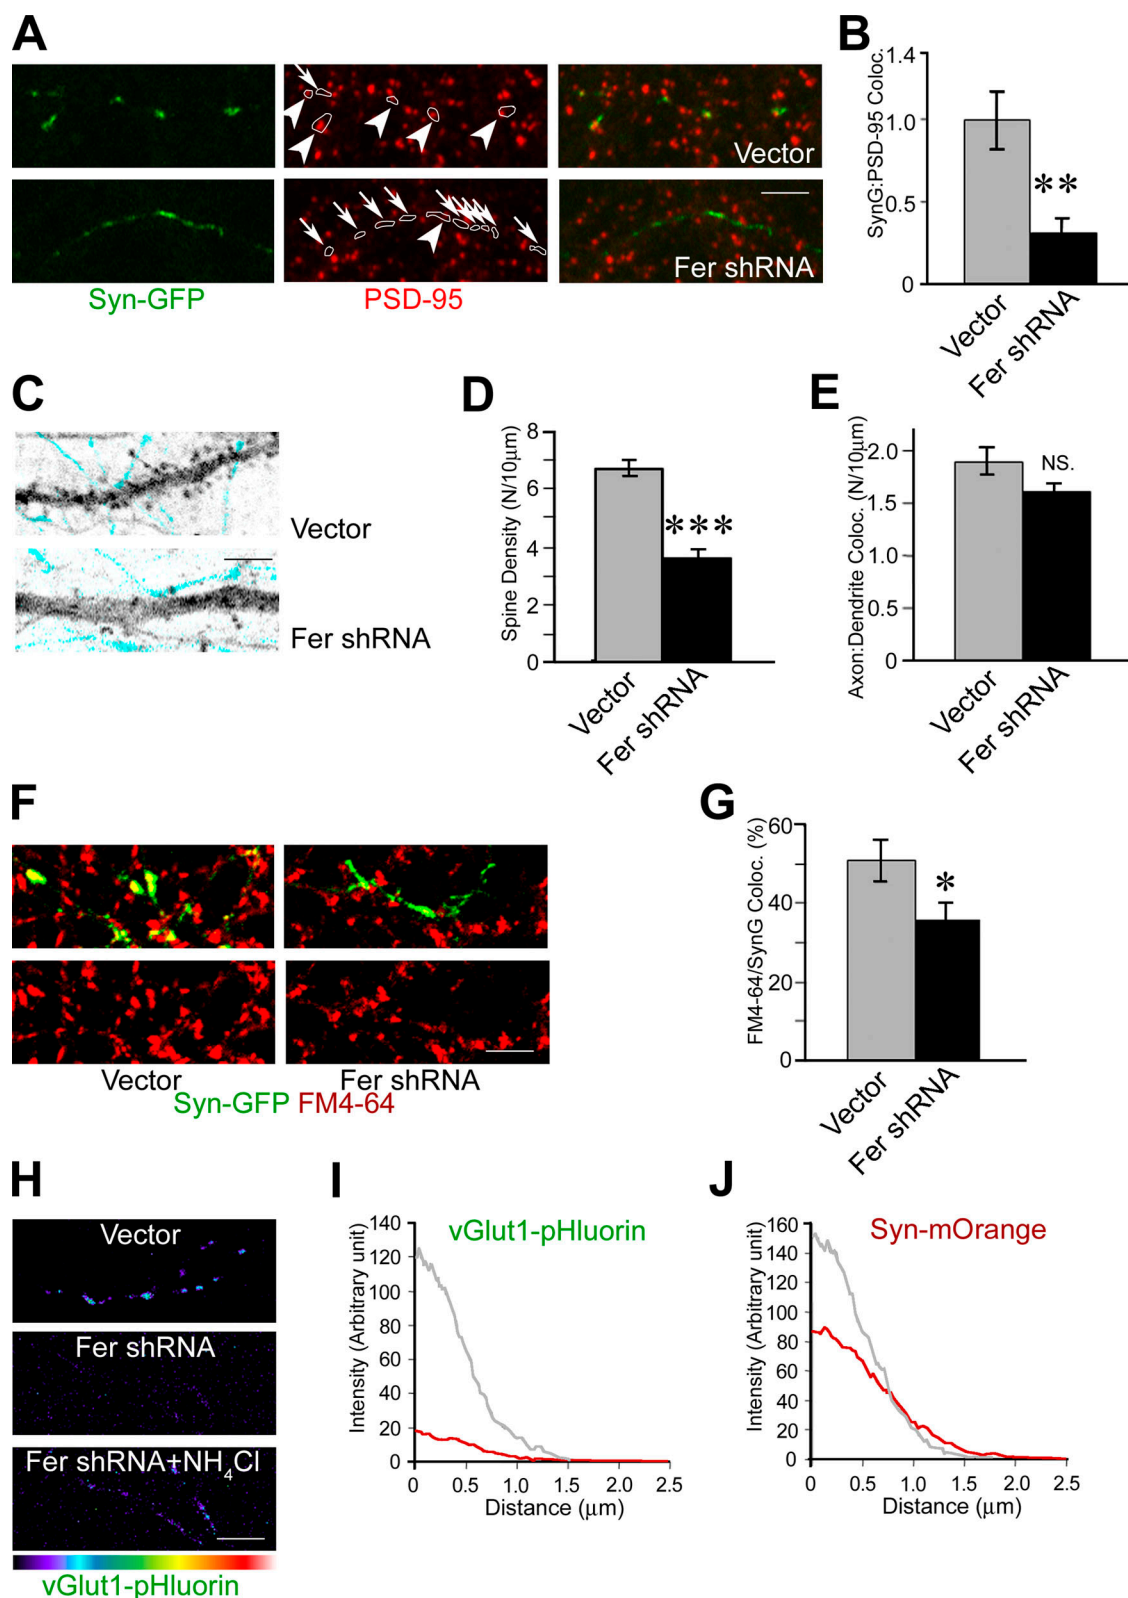 A
Vector
Fer shRNA
Syn-GFP
PSD-95
B
SynG:PSD-95 Coloc.
1.4
1.0
0.5
0
**
Vector
Fer shRNA
C
Vector
Fer shRNA
D
Spine Density (N/10μm)
8
6
4
2
0
***
Vector
Fer shRNA
E
Axon:Dendrite Coloc. (N/10μm)
2.0
1.5
1.0
0.5
0
NS.
Vector
Fer shRNA
F
Vector
Fer shRNA
Syn-GFP FM4-64
G
FM4-64/SynG Coloc. (%)
60
40
20
0
*
Vector
Fer shRNA
H
Vector
Fer shRNA
Fer shRNA+NH4Cl
vGlut1-pHluorin
I
vGlut1-pHluorin
Intensity (Arbitrary unit)
140
120
100
80
60
40
20
0
0 0.5 1.0 1.5 2.0 2.5
Distance (μm)
J
Syn-mOrange
Intensity (Arbitrary unit)
160
140
120
100
80
60
40
20
0
0 0.5 1.0 1.5 2.0 2.5
Distance (μm)